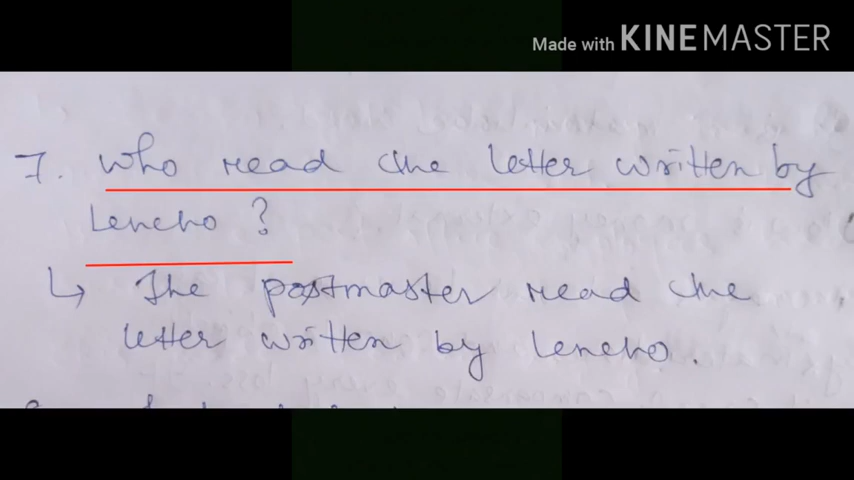 Made with KINEMASTER
7. Who read the letter written by
Lencho ?
↳ The postmaster read the
letter written by Lencho.